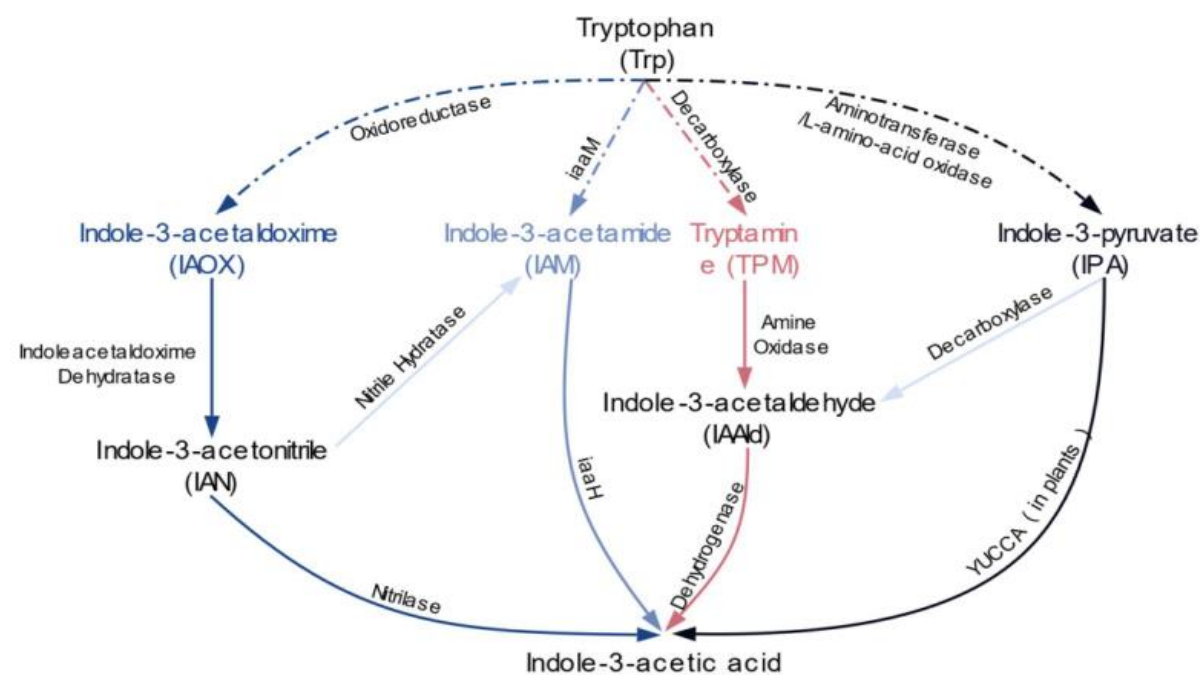 Tryptophan
(Trp)
Oxidoreductase
iaaM
Decarboxylase
Aminotransferase
/L-amino-acid oxidase
Indole-3-acetaldoxime
(IAOX)
Indole-3-acetamide
(IAM)
Tryptamin
e (TPM)
Indole-3-pyruvate
(IPA)
Indoleacetaldoxime
Dehydratase
Nitrile Hydratase
Amine
Oxidase
Decarboxylase
Indole-3-acetaldehyde
(IAAld)
Indole-3-acetonitrile
(IAN)
iaaH
Dehydrogenase
YUCCA ( in plants )
Nitrilase
Indole-3-acetic acid